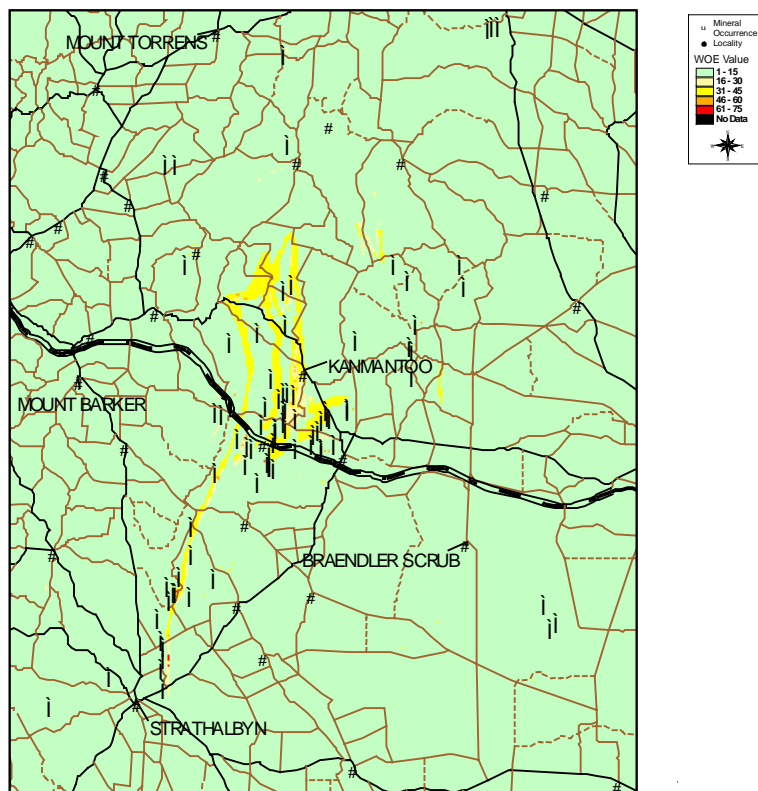 MOUNT TORRENS
KANMANTOO
MOUNT BARKER
BRAENDLER SCRUB
STRATHALBYN
Mineral
Occurrence
Locality
WOE Value
1 - 15
16 - 30
31 - 45
46 - 60
61 - 75
No Data
N
W
E
S